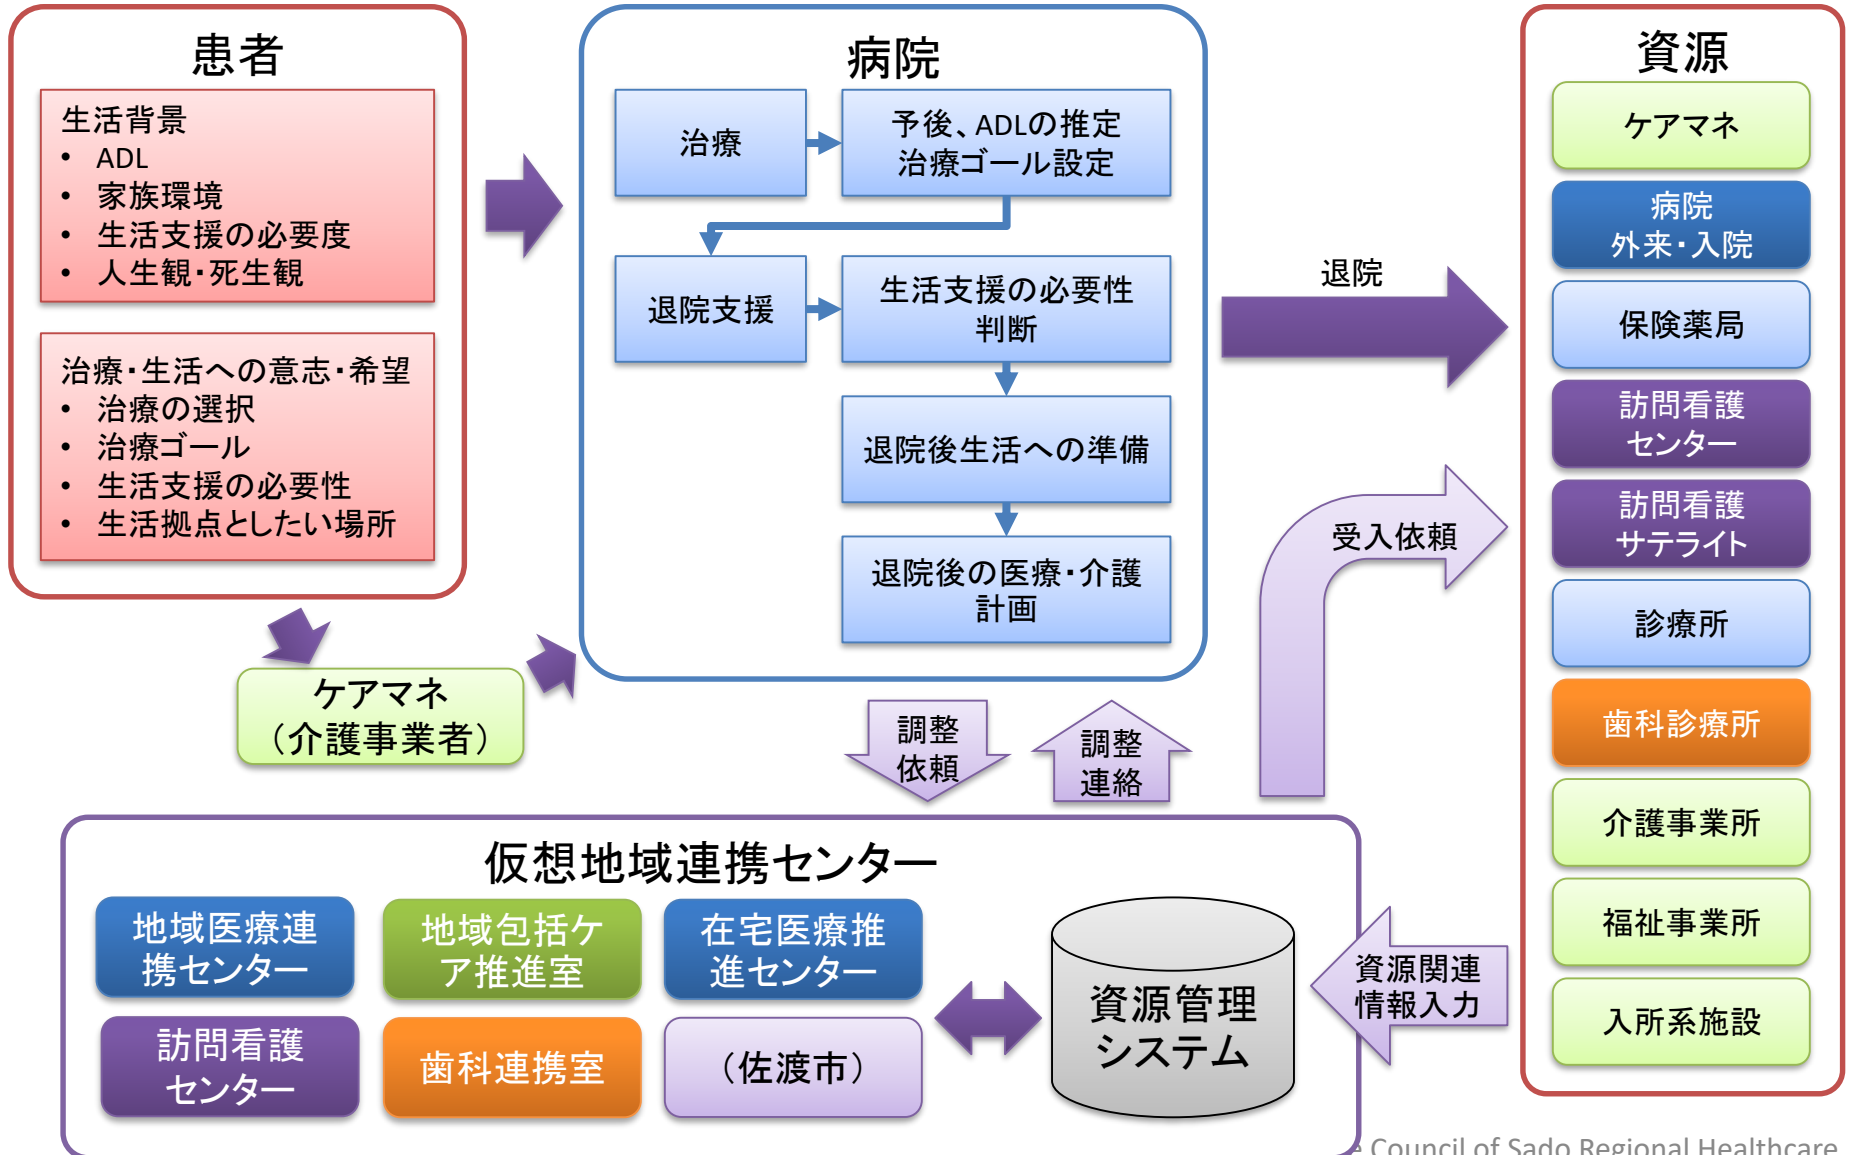 患者
生活背景
• ADL
• 家族環境
• 生活支援の必要度
• 人生観・死生観
治療・生活への意志・希望
• 治療の選択
• 治療ゴール
• 生活支援の必要性
• 生活拠点としたい場所
ケアマネ
（介護事業者）
病院
治療
予後、ADLの推定
治療ゴール設定
退院支援
生活支援の必要性
判断
退院後生活への準備
退院後の医療・介護
計画
退院
受入依頼
調整
依頼
調整
連絡
資源
ケアマネ
病院
外来・入院
保険薬局
訪問看護
センター
訪問看護
サテライト
診療所
歯科診療所
介護事業所
福祉事業所
入所系施設
仮想地域連携センター
地域医療連
携センター
地域包括ケ
ア推進室
在宅医療推
進センター
訪問看護
センター
歯科連携室
（佐渡市）
資源管理
システム
資源関連
情報入力
Council of Sado Regional Healthcare